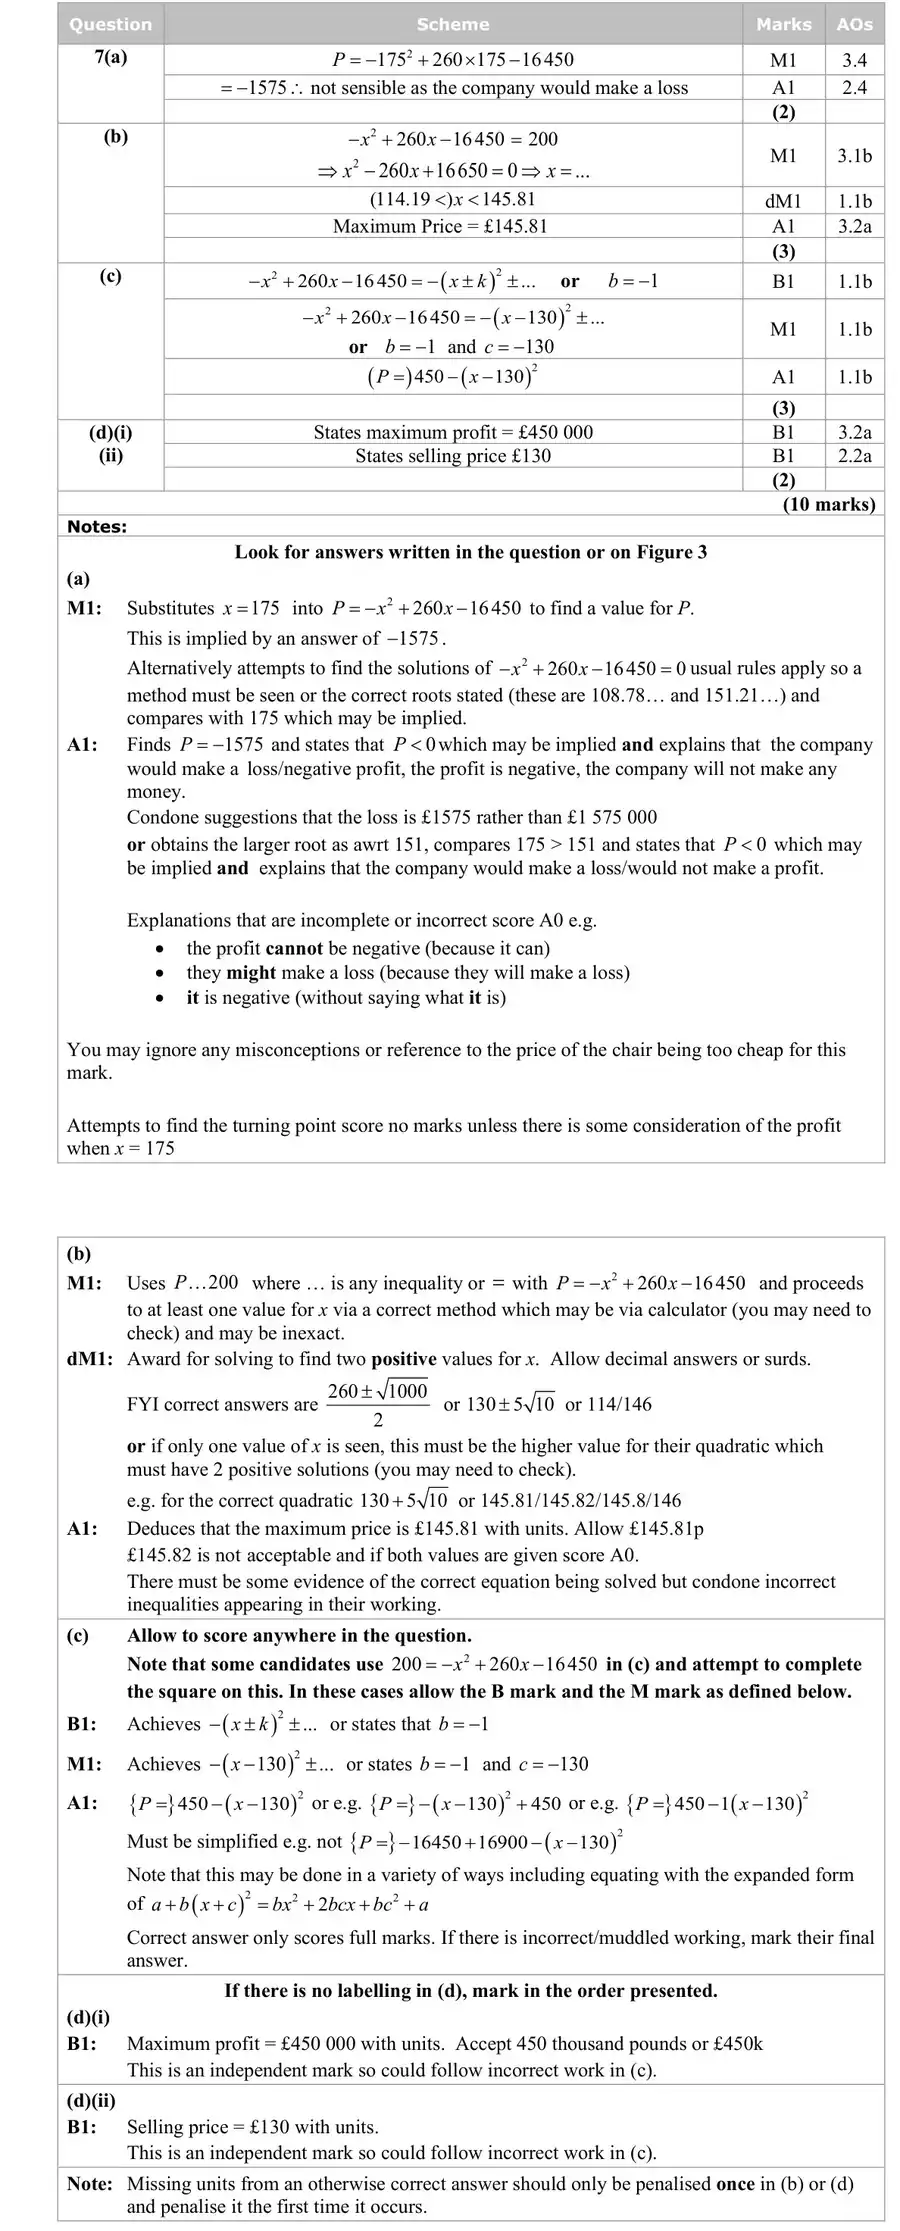 Question Scheme Marks AOs
7(a) P = −175² + 260×175 − 16450 M1 3.4
= −1575 ∴ not sensible as the company would make a loss A1 2.4
(2)
(b) −x² + 260x − 16450 = 200
⇒ x² − 260x + 16650 = 0 ⇒ x = ... M1 3.1b
(114.19 <) x < 145.81 dM1 1.1b
Maximum Price = £145.81 A1 3.2a
(3)
(c) −x² + 260x − 16450 = −(x ± k)² ± ... or b = −1 B1 1.1b
−x² + 260x − 16450 = −(x − 130)² ± ...
or b = −1 and c = −130 M1 1.1b
(P =) 450 − (x − 130)² A1 1.1b
(3)
(d)(i) States maximum profit = £450 000 B1 3.2a
(ii) States selling price £130 B1 2.2a
(2)
(10 marks)
Notes:
Look for answers written in the question or on Figure 3
(a)
M1: Substitutes x = 175 into P = −x² + 260x − 16450 to find a value for P.
This is implied by an answer of −1575.
Alternatively attempts to find the solutions of −x² + 260x − 16450 = 0 usual rules apply so a
method must be seen or the correct roots stated (these are 108.78… and 151.21…) and
compares with 175 which may be implied.
A1: Finds P = −1575 and states that P < 0 which may be implied and explains that the company
would make a loss/negative profit, the profit is negative, the company will not make any
money.
Condone suggestions that the loss is £1575 rather than £1 575 000
or obtains the larger root as awrt 151, compares 175 > 151 and states that P < 0 which may
be implied and explains that the company would make a loss/would not make a profit.
Explanations that are incomplete or incorrect score A0 e.g.
• the profit cannot be negative (because it can)
• they might make a loss (because they will make a loss)
• it is negative (without saying what it is)
You may ignore any misconceptions or reference to the price of the chair being too cheap for this
mark.
Attempts to find the turning point score no marks unless there is some consideration of the profit
when x = 175
(b)
M1: Uses P…200 where … is any inequality or = with P = −x² + 260x − 16450 and proceeds
to at least one value for x via a correct method which may be via calculator (you may need to
check) and may be inexact.
dM1: Award for solving to find two positive values for x. Allow decimal answers or surds.
FYI correct answers are (260 ± √1000)/2 or 130 ± 5√10 or 114/146
or if only one value of x is seen, this must be the higher value for their quadratic which
must have 2 positive solutions (you may need to check).
e.g. for the correct quadratic 130 + 5√10 or 145.81/145.82/145.8/146
A1: Deduces that the maximum price is £145.81 with units. Allow £145.81p
£145.82 is not acceptable and if both values are given score A0.
There must be some evidence of the correct equation being solved but condone incorrect
inequalities appearing in their working.
(c) Allow to score anywhere in the question.
Note that some candidates use 200 = −x² + 260x − 16450 in (c) and attempt to complete
the square on this. In these cases allow the B mark and the M mark as defined below.
B1: Achieves −(x ± k)² ± ... or states that b = −1
M1: Achieves −(x − 130)² ± ... or states b = −1 and c = −130
A1: {P =} 450 − (x − 130)² or e.g. {P =} −(x − 130)² + 450 or e.g. {P =} 450 − 1(x − 130)²
Must be simplified e.g. not {P =} −16450 + 16900 − (x − 130)²
Note that this may be done in a variety of ways including equating with the expanded form
of a + b(x + c)² = bx² + 2bcx + bc² + a
Correct answer only scores full marks. If there is incorrect/muddled working, mark their final
answer.
If there is no labelling in (d), mark in the order presented.
(d)(i)
B1: Maximum profit = £450 000 with units. Accept 450 thousand pounds or £450k
This is an independent mark so could follow incorrect work in (c).
(d)(ii)
B1: Selling price = £130 with units.
This is an independent mark so could follow incorrect work in (c).
Note: Missing units from an otherwise correct answer should only be penalised once in (b) or (d)
and penalise it the first time it occurs.